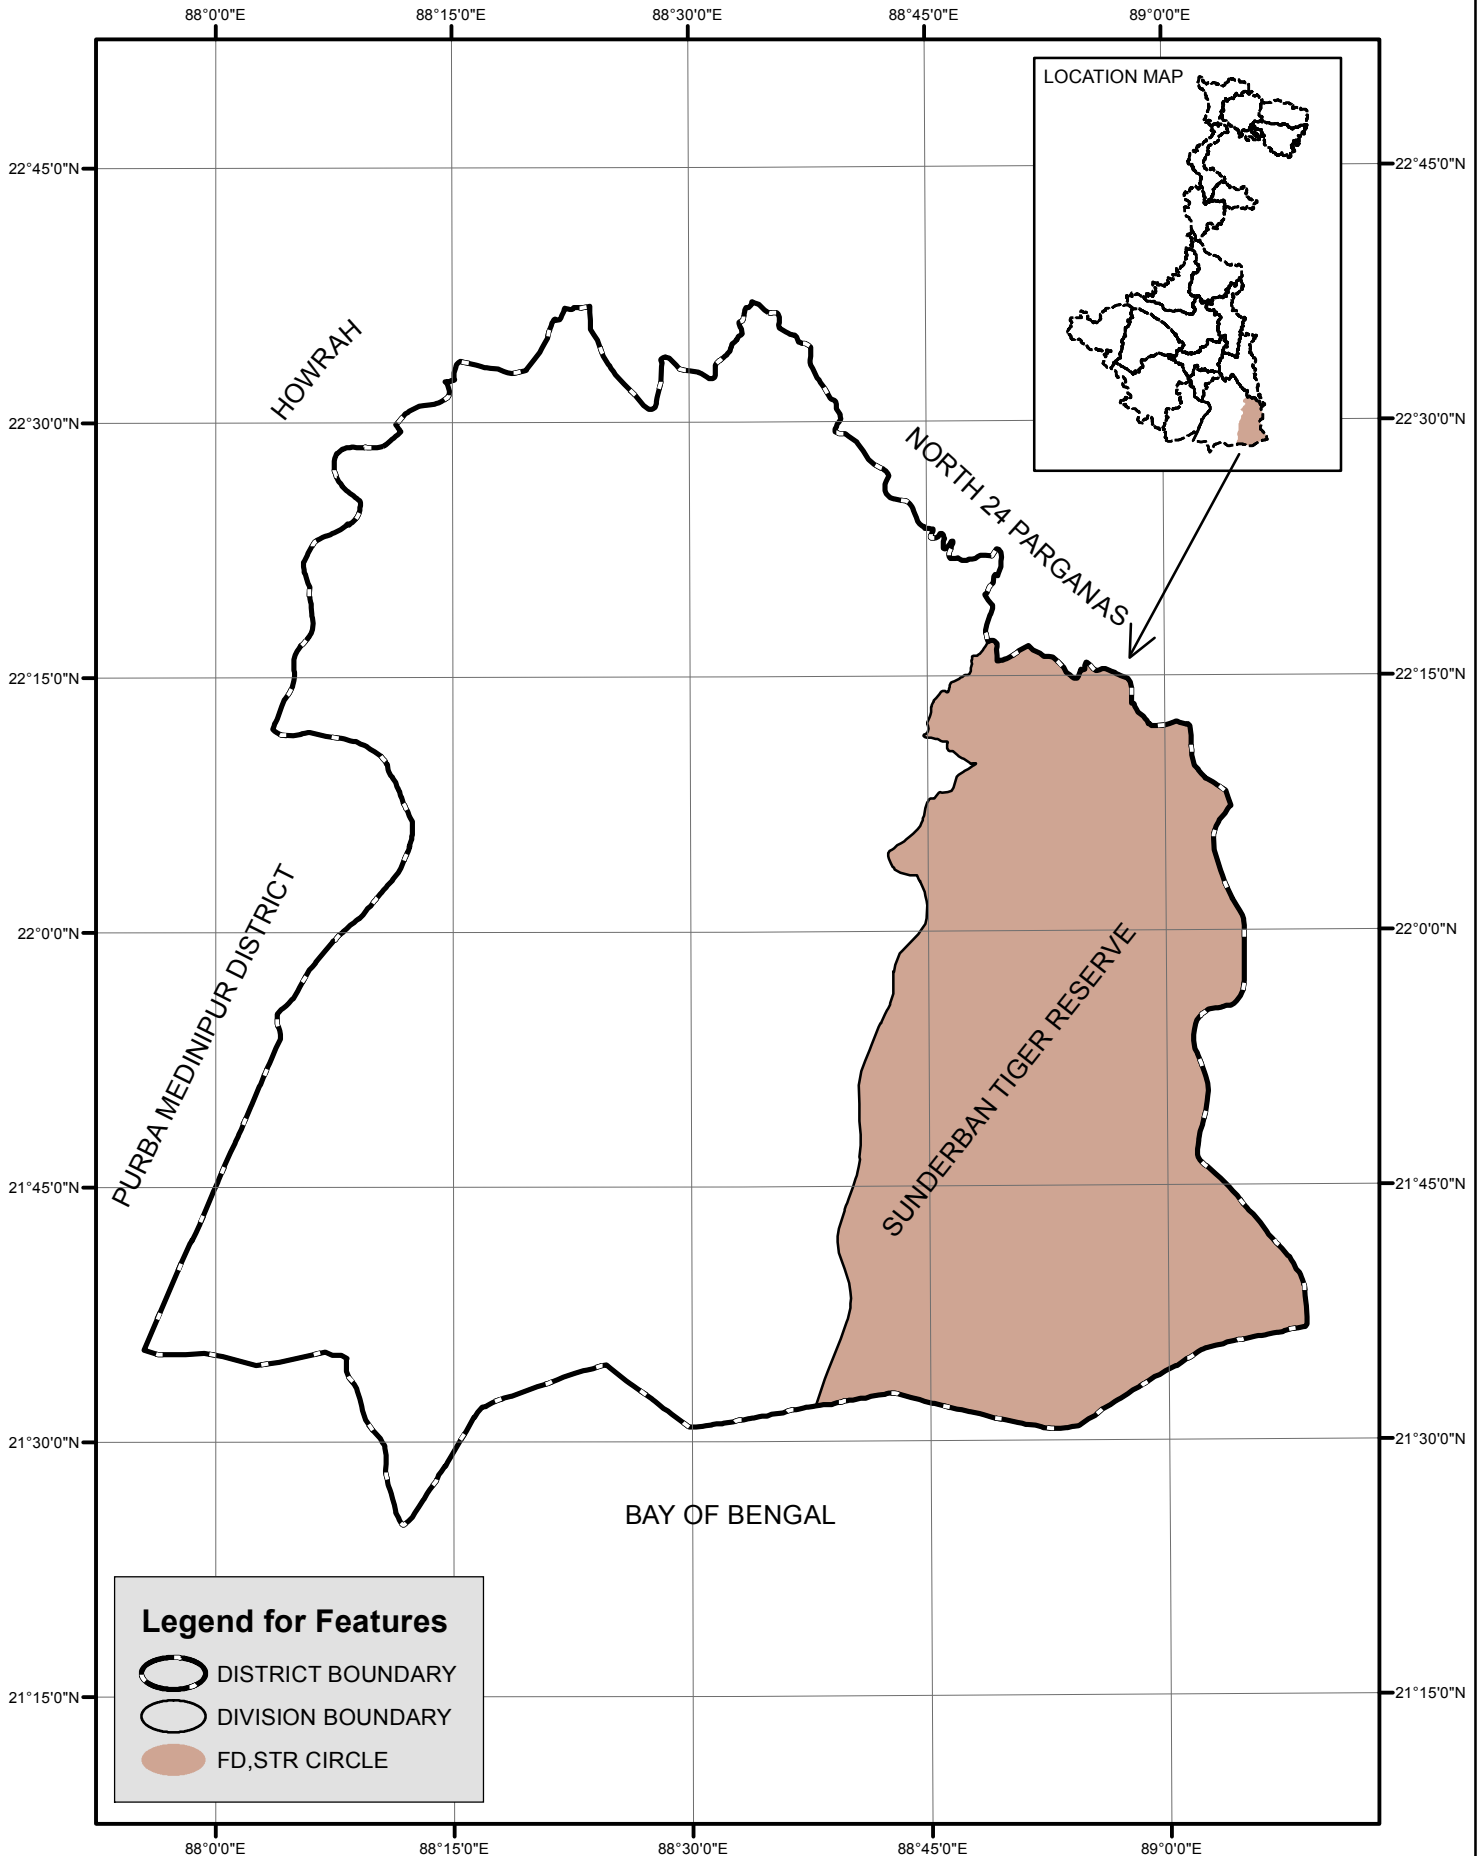 88°0'0"E
88°15'0"E
88°30'0"E
88°45'0"E
89°0'0"E
LOCATION MAP
22°45'0"N
22°45'0"N
HOWRAH
22°30'0"N
22°30'0"N
NORTH 24 PARGANAS
22°15'0"N
22°15'0"N
PURBA MEDINIPUR DISTRICT
22°0'0"N
22°0'0"N
SUNDERBAN TIGER RESERVE
21°45'0"N
21°45'0"N
21°30'0"N
21°30'0"N
BAY OF BENGAL
Legend for Features
DISTRICT BOUNDARY
DIVISION BOUNDARY
FD,STR CIRCLE
21°15'0"N
21°15'0"N
88°0'0"E
88°15'0"E
88°30'0"E
88°45'0"E
89°0'0"E